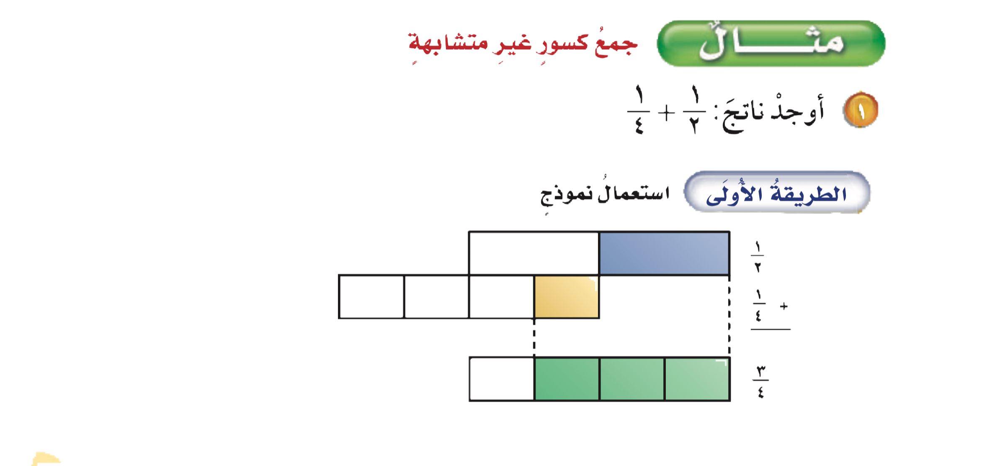 مثـــالٌ جمعُ كسورٍ غيرِ متشابهةٍ
١ أوجدْ ناتجَ: ١/٢ + ١/٤
الطريقةُ الأُولَى استعمالُ نموذجٍ
١/٢
+ ١/٤
٣/٤